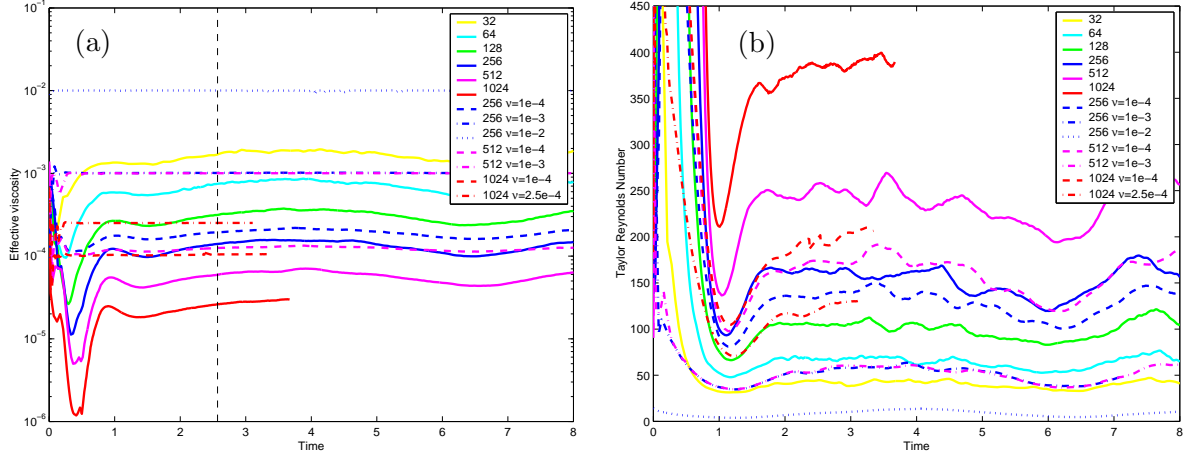 (a)
Effective viscosity
10^-1
10^-2
10^-3
10^-4
10^-5
10^-6
0 1 2 3 4 5 6 7 8
Time
32
64
128
256
512
1024
256 ν=1e-4
256 ν=1e-3
256 ν=1e-2
512 ν=1e-4
512 ν=1e-3
1024 ν=1e-4
1024 ν=2.5e-4
(b)
Taylor Reynolds Number
450
400
350
300
250
200
150
100
50
0
0 1 2 3 4 5 6 7 8
Time
32
64
128
256
512
1024
256 ν=1e-4
256 ν=1e-3
256 ν=1e-2
512 ν=1e-4
512 ν=1e-3
1024 ν=1e-4
1024 ν=2.5e-4